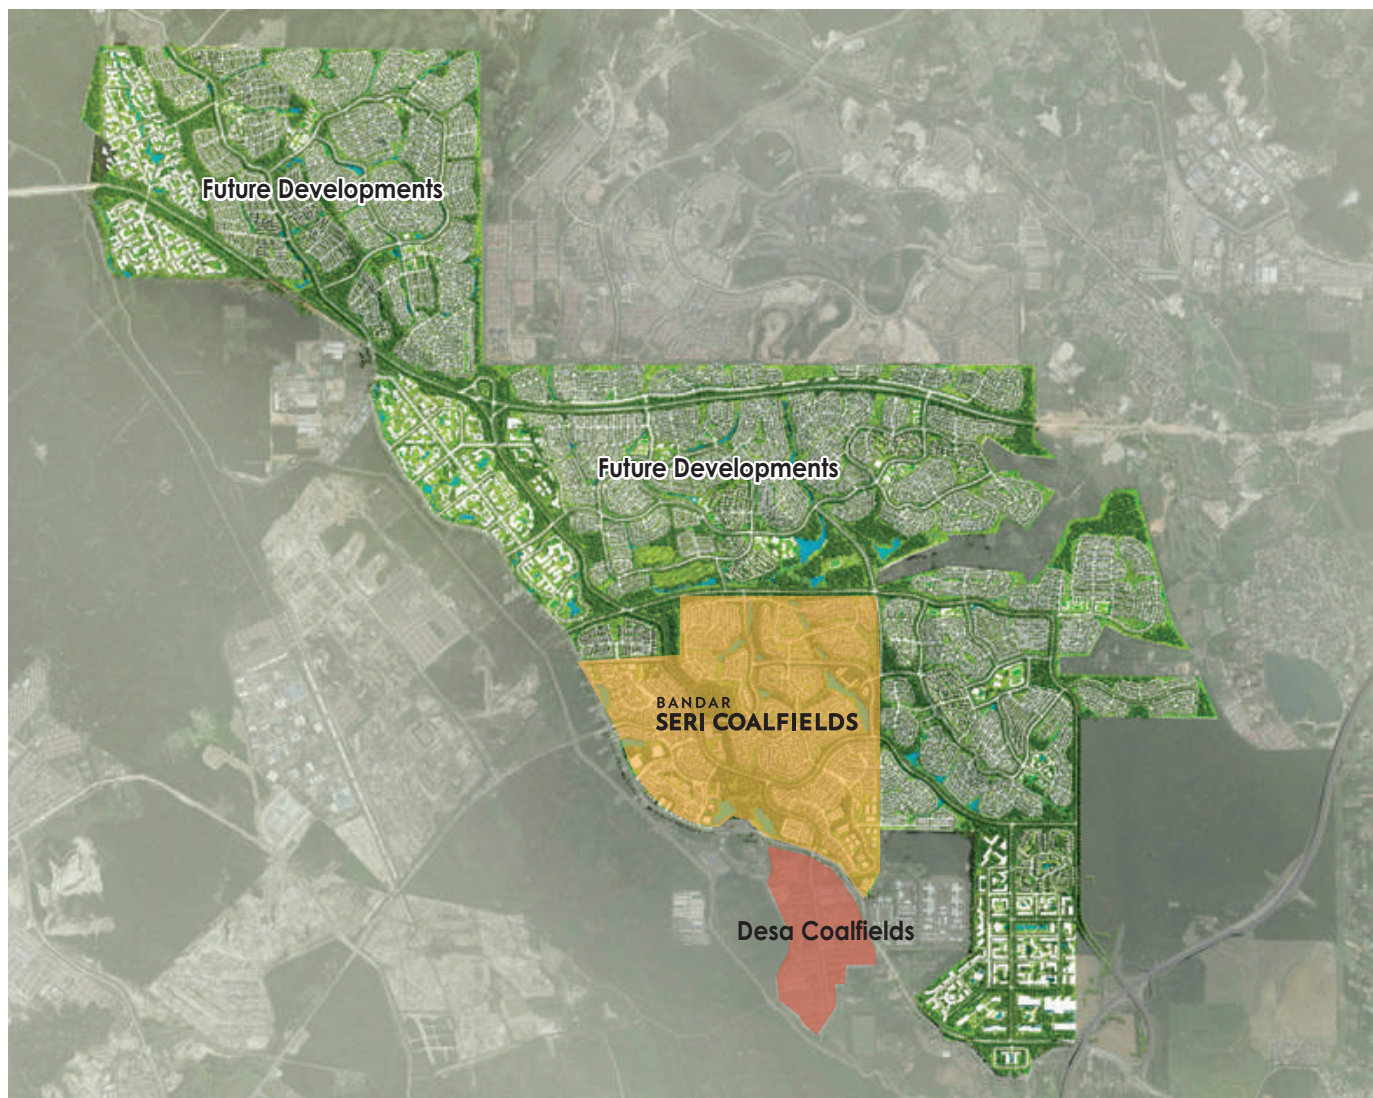 Future Developments
Future Developments
BANDAR
SERI COALFIELDS
Desa Coalfields